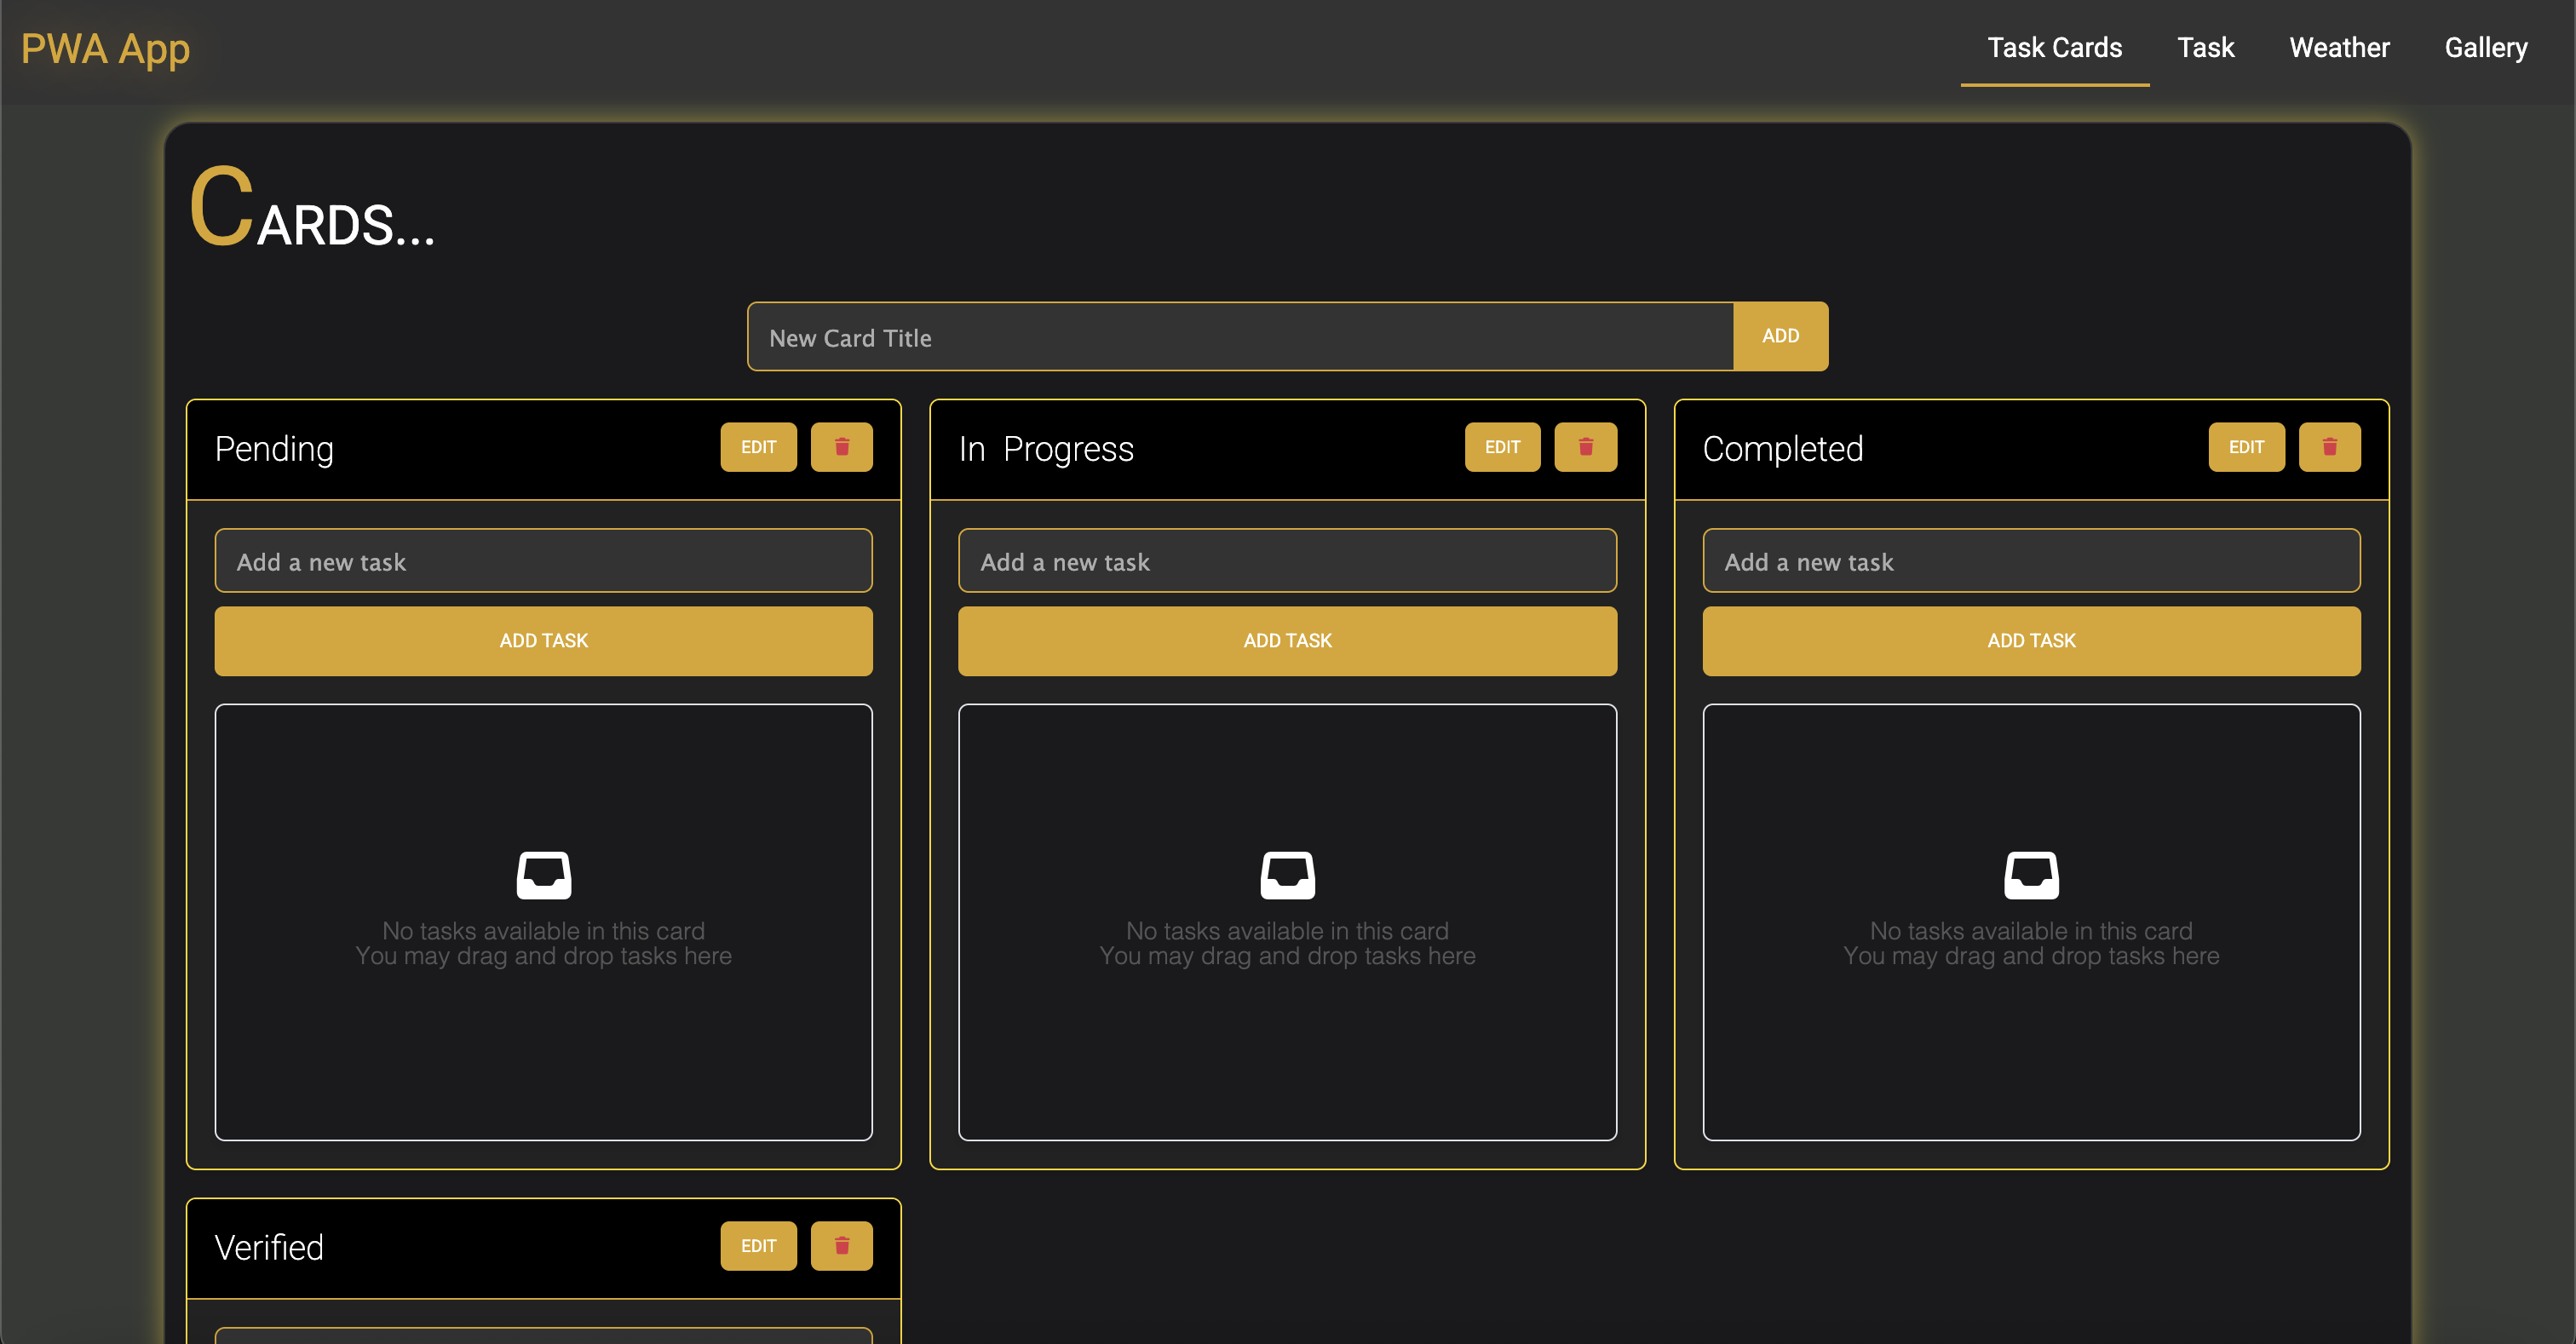 PWA App
Task Cards
Task
Weather
Gallery
CARDS...
New Card Title
ADD
Pending
EDIT
Add a new task
ADD TASK
No tasks available in this card
You may drag and drop tasks here
In Progress
EDIT
Add a new task
ADD TASK
No tasks available in this card
You may drag and drop tasks here
Completed
EDIT
Add a new task
ADD TASK
No tasks available in this card
You may drag and drop tasks here
Verified
EDIT